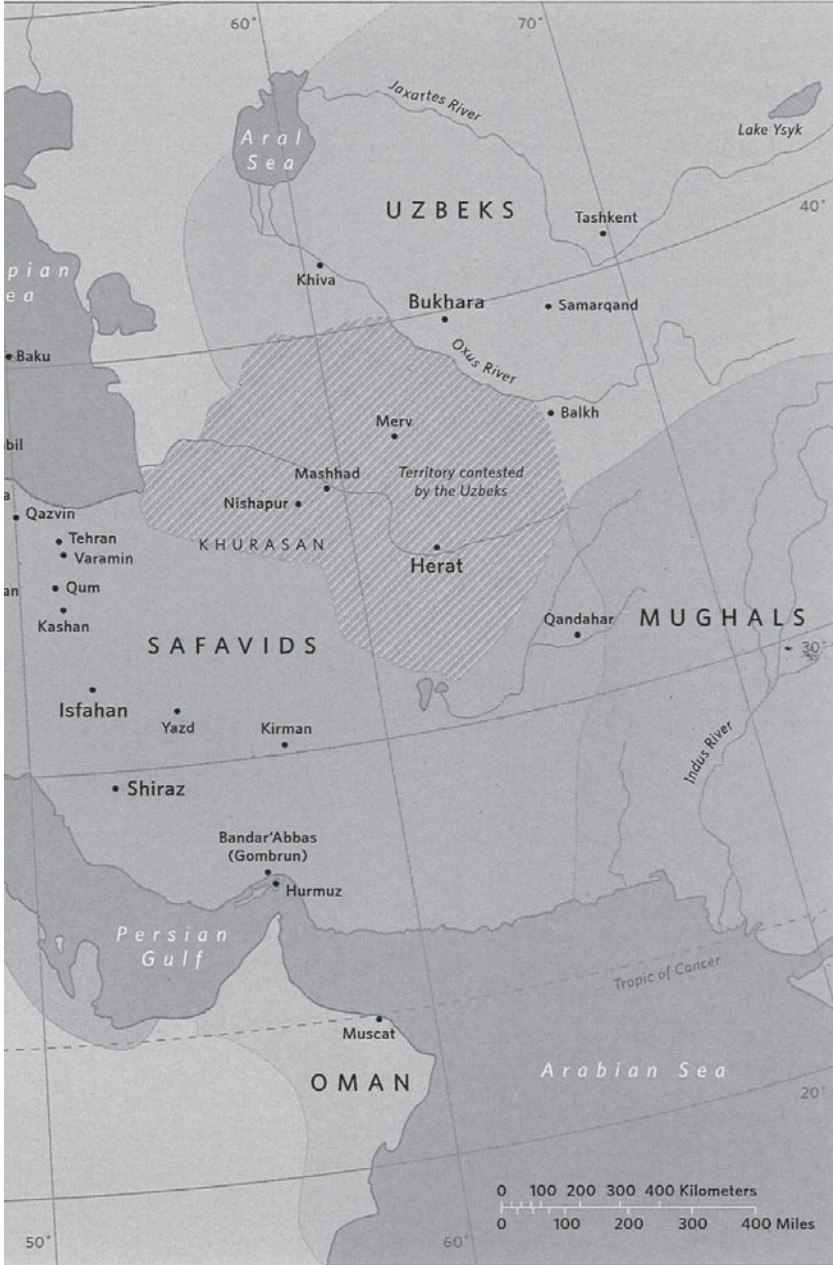 60°
70°
Jaxartes River
Lake Ysyk
Aral
Sea
UZBEKS
Tashkent
40°
pian
ea
Khiva
Bukhara
Samarqand
Oxus River
Baku
Balkh
Merv
bil
Territory contested
by the Uzbeks
Mashhad
Nishapur
a
Qazvin
KHURASAN
Tehran
Varamin
Herat
an
Qum
Kashan
Qandahar
MUGHALS
30°
SAFAVIDS
Isfahan
Yazd
Kirman
Indus River
Shiraz
Bandar'Abbas
(Gombrun)
Hurmuz
Persian
Gulf
Tropic of Cancer
Muscat
OMAN
Arabian Sea
20°
0 100 200 300 400 Kilometers
0 100 200 300 400 Miles
50°
60°